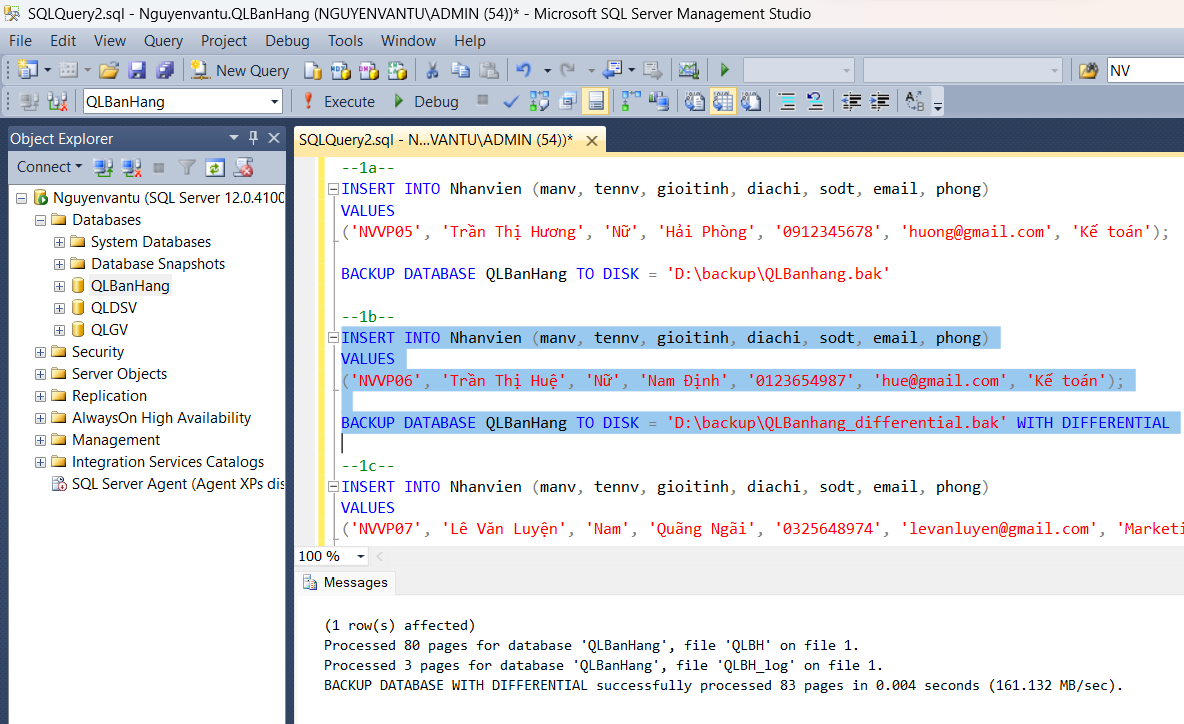 SQLQuery2.sql - Nguyenvantu.QLBanHang (NGUYENVANTU\ADMIN (54))* - Microsoft SQL Server Management Studio
File Edit View Query Project Debug Tools Window Help
New Query NV
QLBanHang Execute Debug
Object Explorer
Connect
Nguyenvantu (SQL Server 12.0.4100
Databases
System Databases
Database Snapshots
QLBanHang
QLDSV
QLGV
Security
Server Objects
Replication
AlwaysOn High Availability
Management
Integration Services Catalogs
SQL Server Agent (Agent XPs dis
SQLQuery2.sql - N...VANTU\ADMIN (54))*
--1a--
INSERT INTO Nhanvien (manv, tennv, gioitinh, diachi, sodt, email, phong)
VALUES
('NVVP05', 'Trần Thị Hương', 'Nữ', 'Hải Phòng', '0912345678', 'huong@gmail.com', 'Kế toán');
BACKUP DATABASE QLBanHang TO DISK = 'D:\backup\QLBanhang.bak'
--1b--
INSERT INTO Nhanvien (manv, tennv, gioitinh, diachi, sodt, email, phong)
VALUES
('NVVP06', 'Trần Thị Huệ', 'Nữ', 'Nam Định', '0123654987', 'hue@gmail.com', 'Kế toán');
BACKUP DATABASE QLBanHang TO DISK = 'D:\backup\QLBanhang_differential.bak' WITH DIFFERENTIAL
--1c--
INSERT INTO Nhanvien (manv, tennv, gioitinh, diachi, sodt, email, phong)
VALUES
('NVVP07', 'Lê Văn Luyện', 'Nam', 'Quãng Ngãi', '0325648974', 'levanluyen@gmail.com', 'Marketi
100 %
Messages
(1 row(s) affected)
Processed 80 pages for database 'QLBanHang', file 'QLBH' on file 1.
Processed 3 pages for database 'QLBanHang', file 'QLBH_log' on file 1.
BACKUP DATABASE WITH DIFFERENTIAL successfully processed 83 pages in 0.004 seconds (161.132 MB/sec).